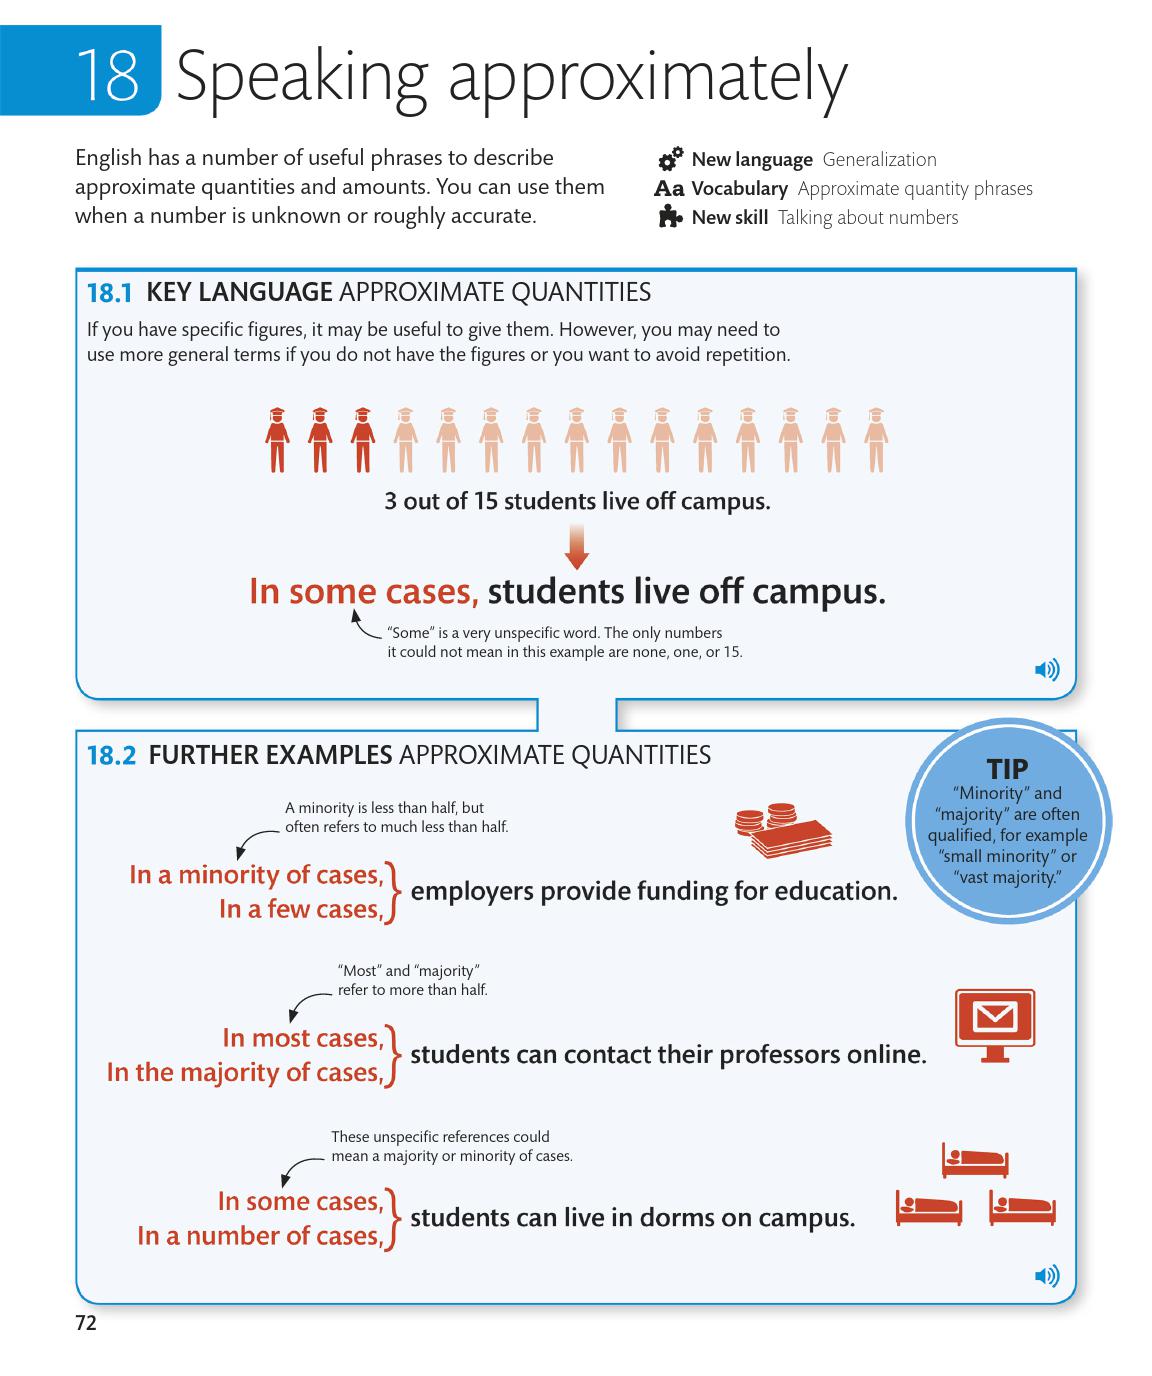 18 Speaking approximately
English has a number of useful phrases to describe
approximate quantities and amounts. You can use them
when a number is unknown or roughly accurate.
New language Generalization
Aa Vocabulary Approximate quantity phrases
New skill Talking about numbers
18.1 KEY LANGUAGE APPROXIMATE QUANTITIES
If you have specific figures, it may be useful to give them. However, you may need to
use more general terms if you do not have the figures or you want to avoid repetition.
3 out of 15 students live off campus.
In some cases, students live off campus.
“Some” is a very unspecific word. The only numbers
it could not mean in this example are none, one, or 15.
18.2 FURTHER EXAMPLES APPROXIMATE QUANTITIES
TIP
“Minority” and
“majority” are often
qualified, for example
“small minority” or
“vast majority.”
A minority is less than half, but
often refers to much less than half.
In a minority of cases,
In a few cases,
employers provide funding for education.
“Most” and “majority”
refer to more than half.
In most cases,
In the majority of cases,
students can contact their professors online.
These unspecific references could
mean a majority or minority of cases.
In some cases,
In a number of cases,
students can live in dorms on campus.
72